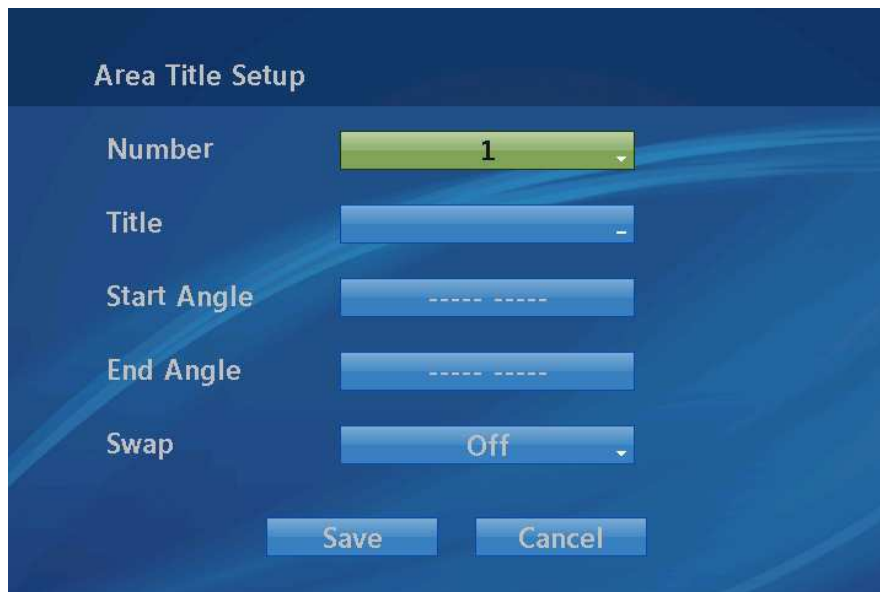 Area Title Setup
Number 1
Title
Start Angle ----- -----
End Angle ----- -----
Swap Off
Save Cancel